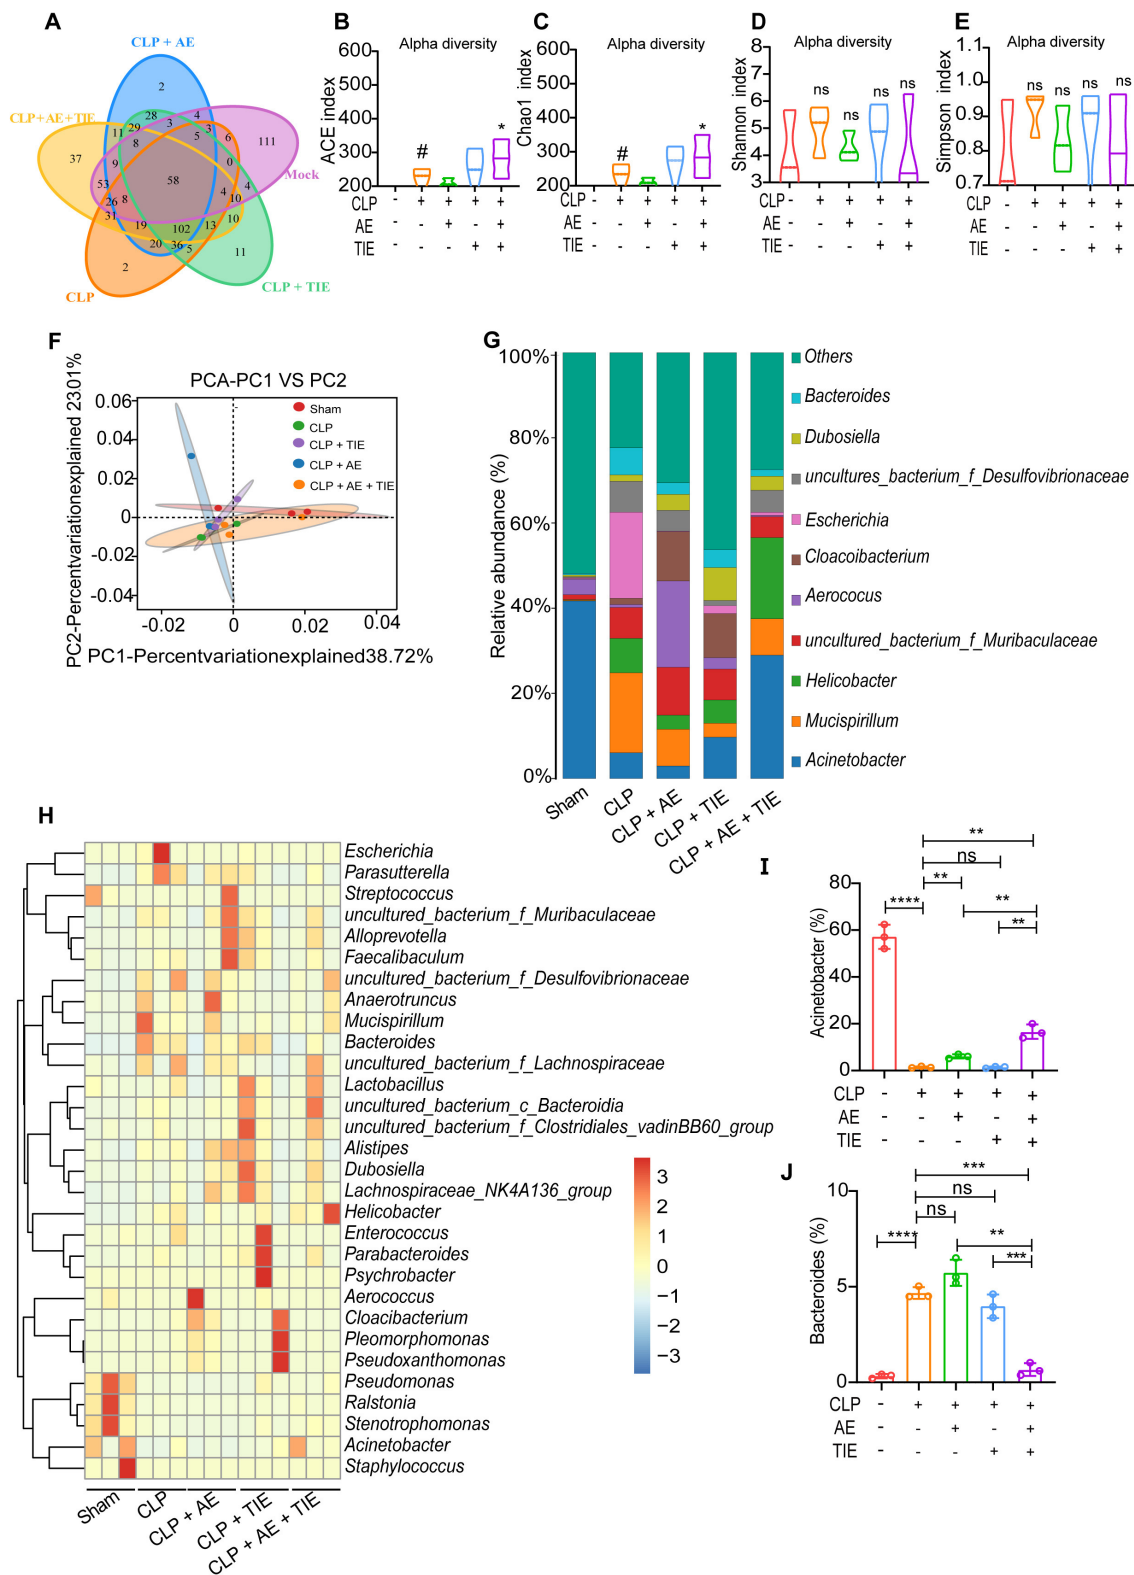 A
CLP + AE
CLP+AE+TIE
Mock
CLP
CLP + TIE
2
28
3
4
3
5
6
111
11
29
8
37
9
0
53
58
4
4
10
26
8
31
19
102
13
10
20
36
5
11
2
B
Alpha diversity
ACE index
600
500
400
300
200
#
*
CLP - + + + +
AE - - + - +
TIE - - - + +
C
Alpha diversity
Chao1 index
600
500
400
300
200
#
*
CLP - + + + +
AE - - + - +
TIE - - - + +
D
Alpha diversity
Shannon index
8
7
6
5
4
3
ns
ns
ns
ns
CLP - + + + +
AE - - + - +
TIE - - - + +
E
Alpha diversity
Simpson index
1.1
1.0
0.9
0.8
0.7
ns
ns
ns
ns
CLP - + + + +
AE - - + - +
TIE - - - + +
F
PCA-PC1 VS PC2
PC2-Percentvariationexplained 23.01%
0.06
0.04
0.02
0
-0.02
-0.04
-0.02
0
0.02
0.04
PC1-Percentvariationexplained38.72%
Sham
CLP
CLP + TIE
CLP + AE
CLP + AE + TIE
G
Relative abundance (%)
100%
80%
60%
40%
20%
0%
Sham
CLP
CLP + AE
CLP + TIE
CLP + AE + TIE
Others
Bacteroides
Dubosiella
uncultures_bacterium_f_Desulfovibrionaceae
Escherichia
Cloacoibacterium
Aerococus
uncultured_bacterium_f_Muribaculaceae
Helicobacter
Mucispirillum
Acinetobacter
H
Escherichia
Parasutterella
Streptococcus
uncultured_bacterium_f_Muribaculaceae
Alloprevotella
Faecalibaculum
uncultured_bacterium_f_Desulfovibrionaceae
Anaerotruncus
Mucispirillum
Bacteroides
uncultured_bacterium_f_Lachnospiraceae
Lactobacillus
uncultured_bacterium_c_Bacteroidia
uncultured_bacterium_f_Clostridiales_vadinBB60_group
Alistipes
Dubosiella
Lachnospiraceae_NK4A136_group
Helicobacter
Enterococcus
Parabacteroides
Psychrobacter
Aerococcus
Cloacibacterium
Pleomorphomonas
Pseudoxanthomonas
Pseudomonas
Ralstonia
Stenotrophomonas
Acinetobacter
Staphylococcus
Sham
CLP
CLP + AE
CLP + TIE
CLP + AE + TIE
3
2
1
0
−1
−2
−3
I
Acinetobacter (%)
80
60
40
20
0
**
ns
**
****
**
**
CLP - + + + +
AE - - + - +
TIE - - - + +
J
Bacteroides (%)
10
5
0
***
ns
ns
****
**
***
CLP - + + + +
AE - - + - +
TIE - - - + +